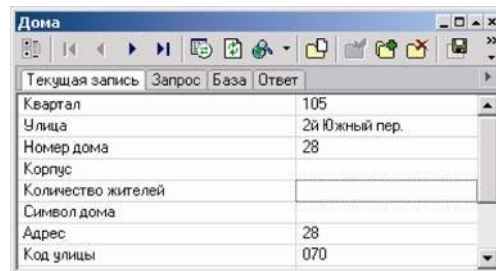 Дома
Текущая запись Запрос База Ответ
Квартал 105
Улица 2й Южный пер.
Номер дома 28
Корпус
Количество жителей
Символ дома
Адрес 28
Код улицы 070